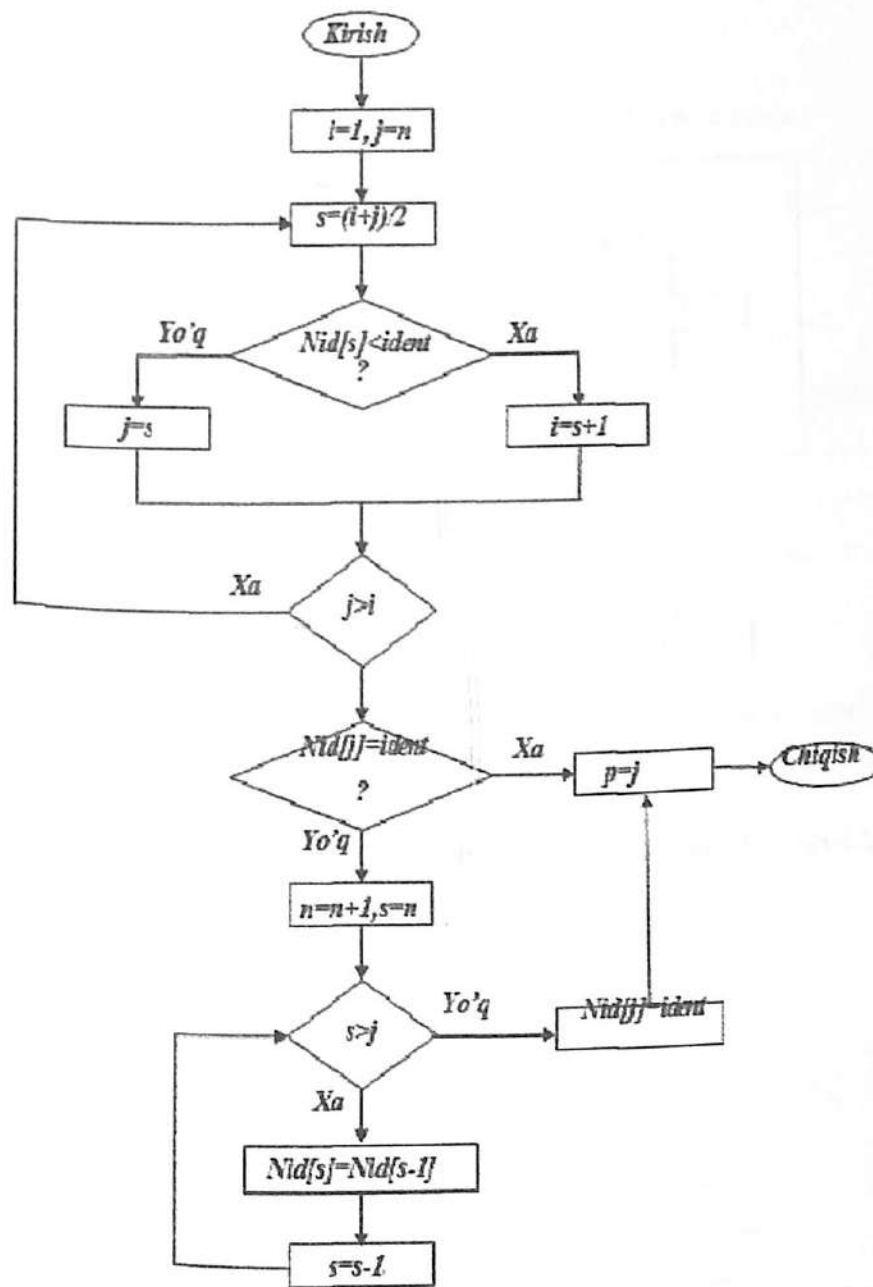 Kirish
i=1, j=n
s=(i+j)/2
Yo'q
Nid[s]<ident
?
Xa
j=s
i=s+1
Xa
j>i
Nid[j]=ident
?
Xa
p=j
Chiqish
Yo'q
n=n+1,s=n
s>j
Yo'q
Nid[j]=ident
Xa
Nid[s]=Nid[s-1]
s=s-1